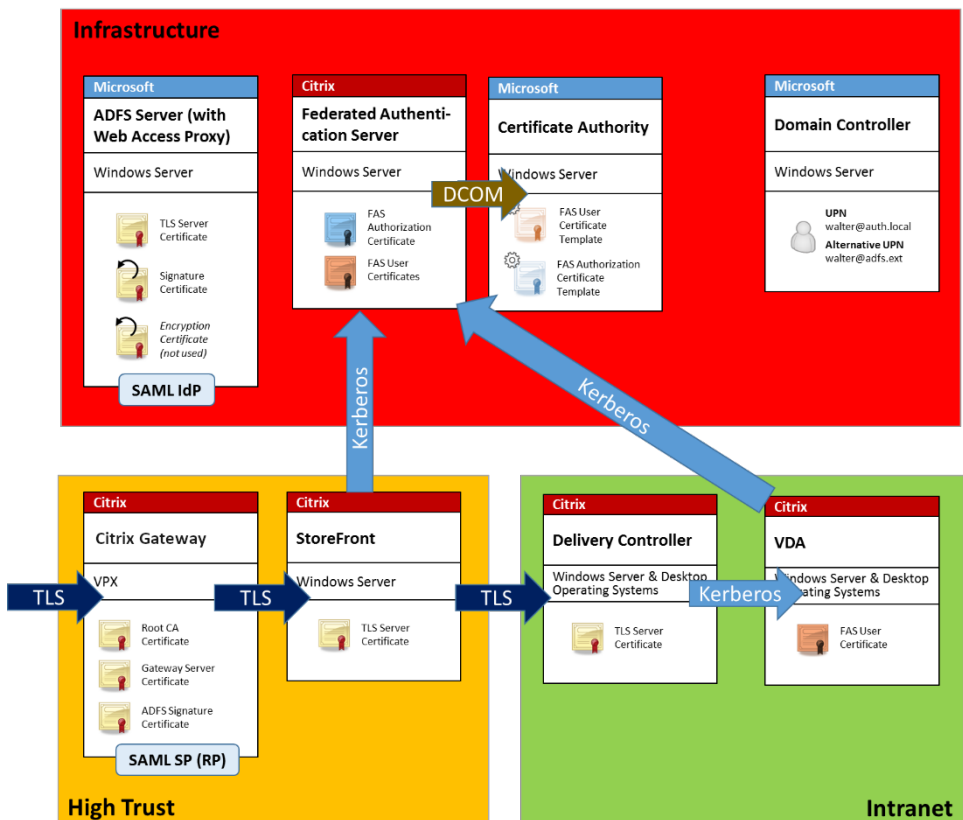 Infrastructure
Microsoft
ADFS Server (with
Web Access Proxy)
Windows Server
TLS Server
Certificate
Signature
Certificate
Encryption
Certificate
(not used)
SAML IdP
Citrix
Federated Authenti-
cation Server
Windows Server
FAS
Authorization
Certificate
FAS User
Certificates
DCOM
Microsoft
Certificate Authority
Windows Server
FAS User
Certificate
Template
FAS Authorization
Certificate
Template
Microsoft
Domain Controller
Windows Server
UPN
walter@auth.local
Alternative UPN
walter@adfs.ext
Kerberos
Kerberos
Citrix
Citrix Gateway
VPX
TLS
Root CA
Certificate
Gateway Server
Certificate
ADFS Signature
Certificate
SAML SP (RP)
TLS
Citrix
StoreFront
Windows Server
TLS Server
Certificate
High Trust
TLS
Citrix
Delivery Controller
Windows Server & Desktop
Operating Systems
TLS Server
Certificate
Kerberos
Citrix
VDA
Windows Server & Desktop
Operating Systems
FAS User
Certificate
Intranet